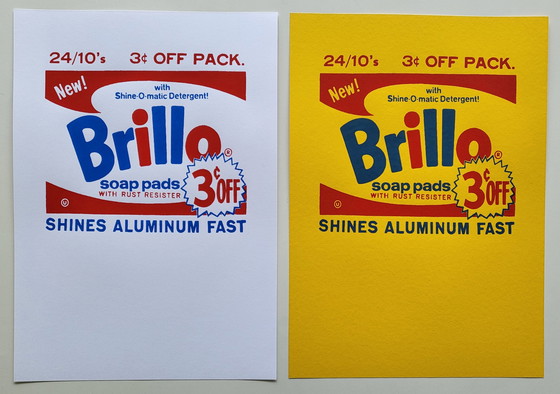 24/10's 3¢ OFF PACK.
New!
with
Shine·O·matic Detergent!
Brillo®
soap pads
WITH RUST RESISTER
3¢ OFF
U
SHINES ALUMINUM FAST
24/10's 3¢ OFF PACK.
New!
with
Shine·O·matic Detergent!
Brillo®
soap pads
WITH RUST RESISTER
3¢ OFF
U
SHINES ALUMINUM FAST